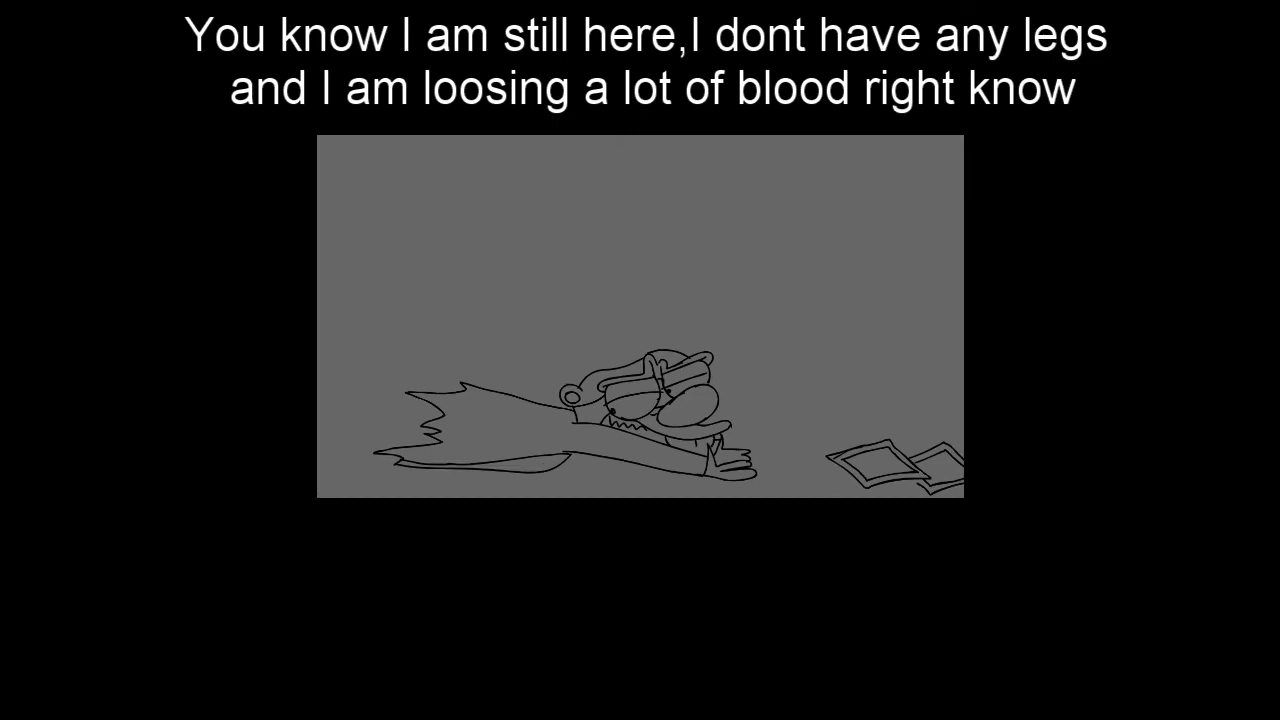 You know I am still here,I dont have any legs
and I am loosing a lot of blood right know